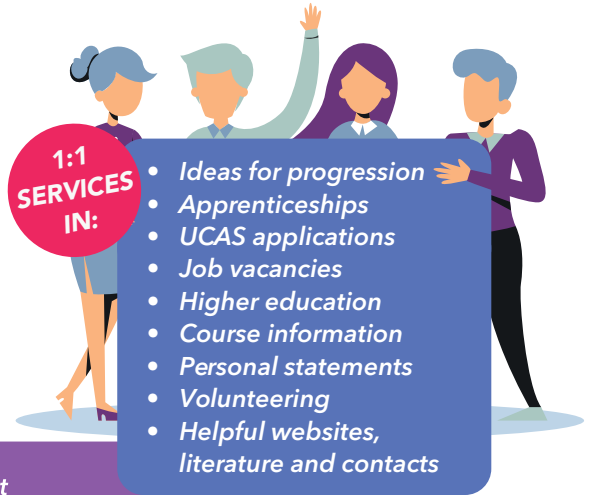 1:1
SERVICES
IN:
• Ideas for progression
• Apprenticeships
• UCAS applications
• Job vacancies
• Higher education
• Course information
• Personal statements
• Volunteering
• Helpful websites,
literature and contacts